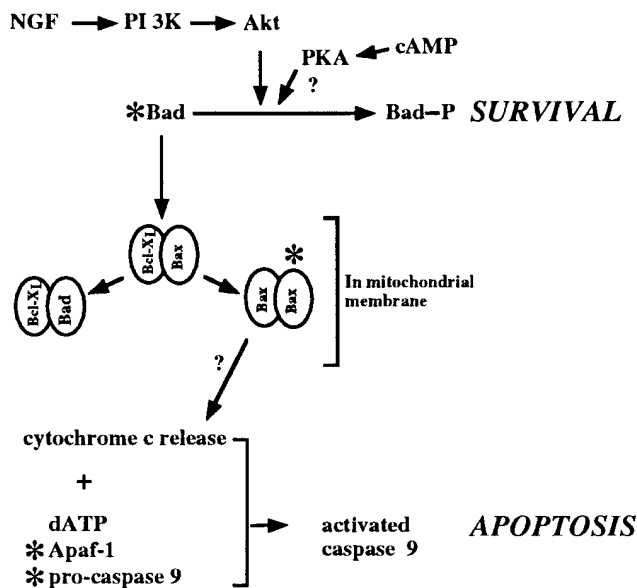 NGF PI 3K Akt
PKA cAMP
?
*Bad Bad-P SURVIVAL
Bcl-XL Bax
*
Bcl-XL Bad
Bax Bax
In mitochondrial
membrane
?
cytochrome c release
+
dATP
* Apaf-1
* pro-caspase 9
activated
caspase 9
APOPTOSIS